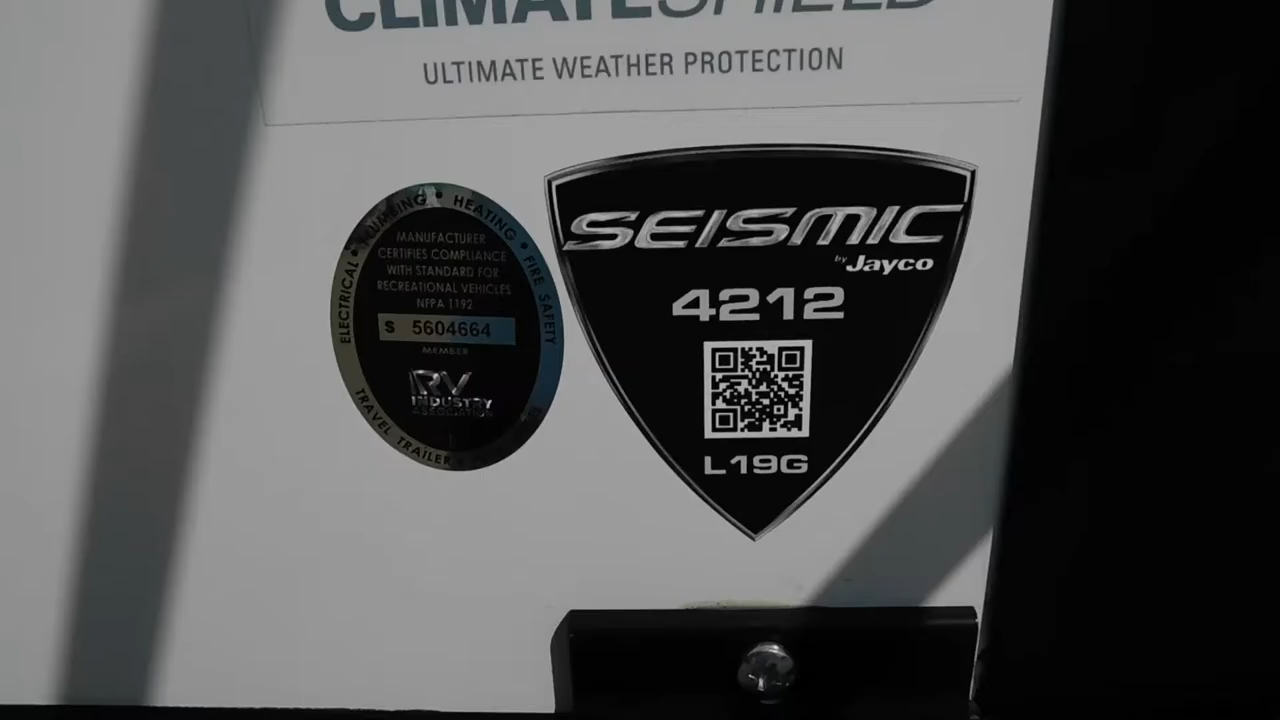 CLIMATESHIELD
ULTIMATE WEATHER PROTECTION
PLUMBING • HEATING • FIRE SAFETY
ELECTRICAL •
MANUFACTURER
CERTIFIES COMPLIANCE
WITH STANDARD FOR
RECREATIONAL VEHICLES
NFPA 1192
S 5604664
MEMBER
RV
INDUSTRY
ASSOCIATION
TRAVEL TRAILER
SEISMIC
by Jayco
4212
L19G